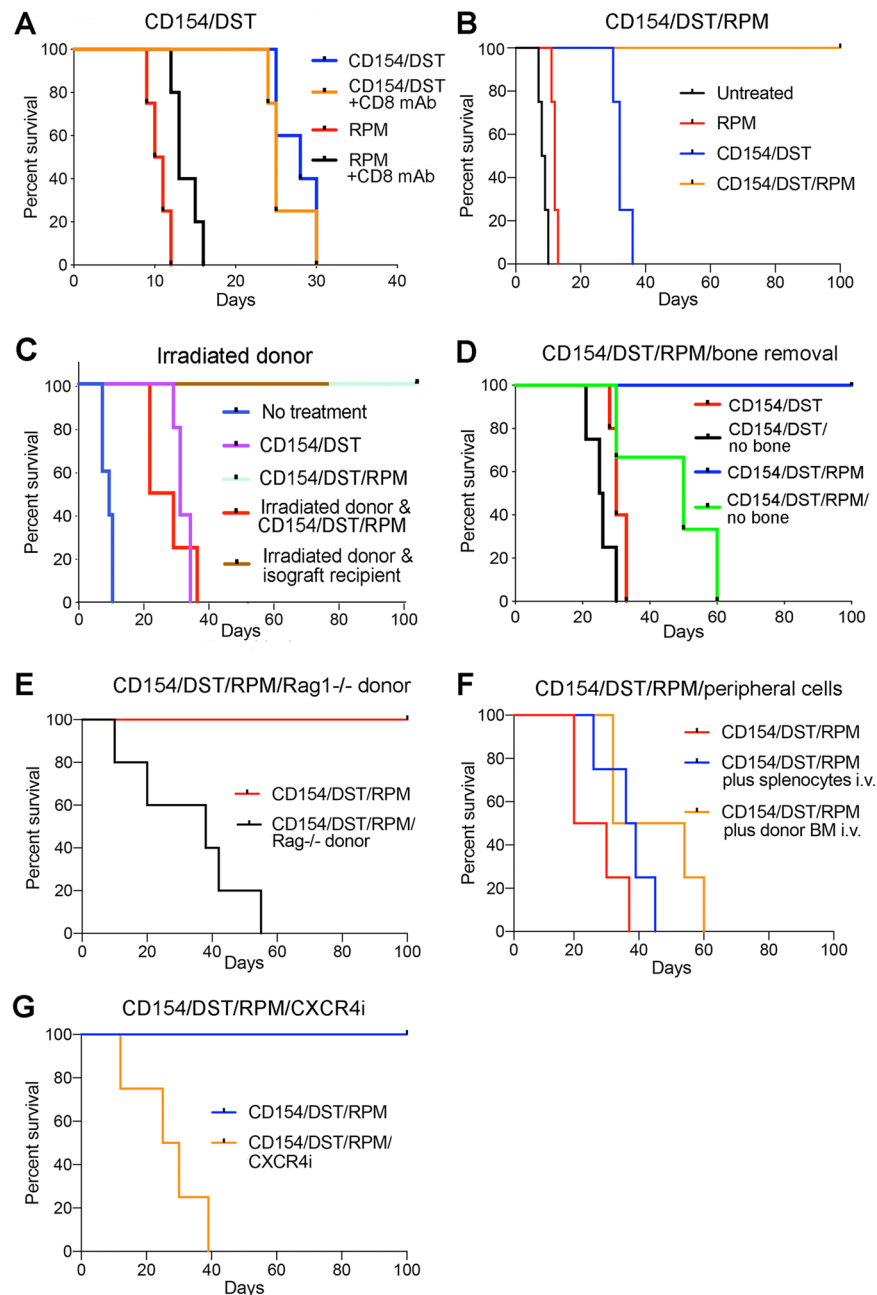 A
CD154/DST
Percent survival
100
80
60
40
20
0
10
20
30
40
Days
CD154/DST
CD154/DST
+CD8 mAb
RPM
RPM
+CD8 mAb
B
CD154/DST/RPM
Percent survival
100
80
60
40
20
0
0
20
40
60
80
100
Days
Untreated
RPM
CD154/DST
CD154/DST/RPM
C
Irradiated donor
Percent survival
100
80
60
40
20
0
0
20
40
60
80
100
Days
No treatment
CD154/DST
CD154/DST/RPM
Irradiated donor &
CD154/DST/RPM
Irradiated donor &
isograft recipient
D
CD154/DST/RPM/bone removal
Percent survival
100
80
60
40
20
0
0
20
40
60
80
100
Days
CD154/DST
CD154/DST/
no bone
CD154/DST/RPM
CD154/DST/RPM/
no bone
E
CD154/DST/RPM/Rag1-/- donor
Percent survival
100
80
60
40
20
0
0
20
40
60
80
100
Days
CD154/DST/RPM
CD154/DST/RPM/
Rag-/- donor
F
CD154/DST/RPM/peripheral cells
Percent survival
100
80
60
40
20
0
0
20
40
60
80
100
Days
CD154/DST/RPM
CD154/DST/RPM
plus splenocytes i.v.
CD154/DST/RPM
plus donor BM i.v.
G
CD154/DST/RPM/CXCR4i
Percent survival
100
80
60
40
20
0
0
20
40
60
80
100
Days
CD154/DST/RPM
CD154/DST/RPM/
CXCR4i